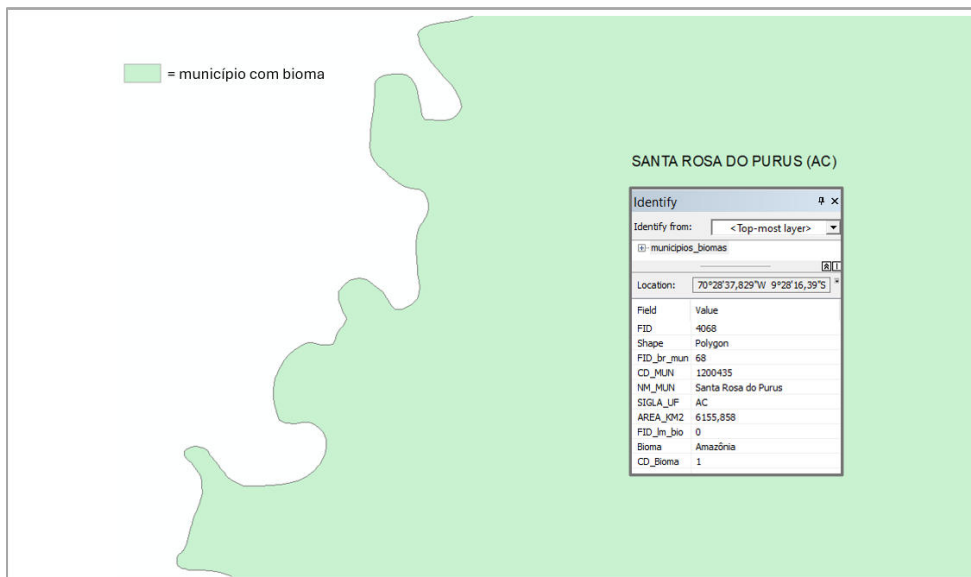 = município com bioma
SANTA ROSA DO PURUS (AC)
Identify
Identify from: <Top-most layer>
municipios_biomas
Location: 70°28'37,829"W 9°28'16,39"S
Field Value
FID 4068
Shape Polygon
FID_br_mun 68
CD_MUN 1200435
NM_MUN Santa Rosa do Purus
SIGLA_UF AC
AREA_KM2 6155,858
FID_lm_bio 0
Bioma Amazônia
CD_Bioma 1